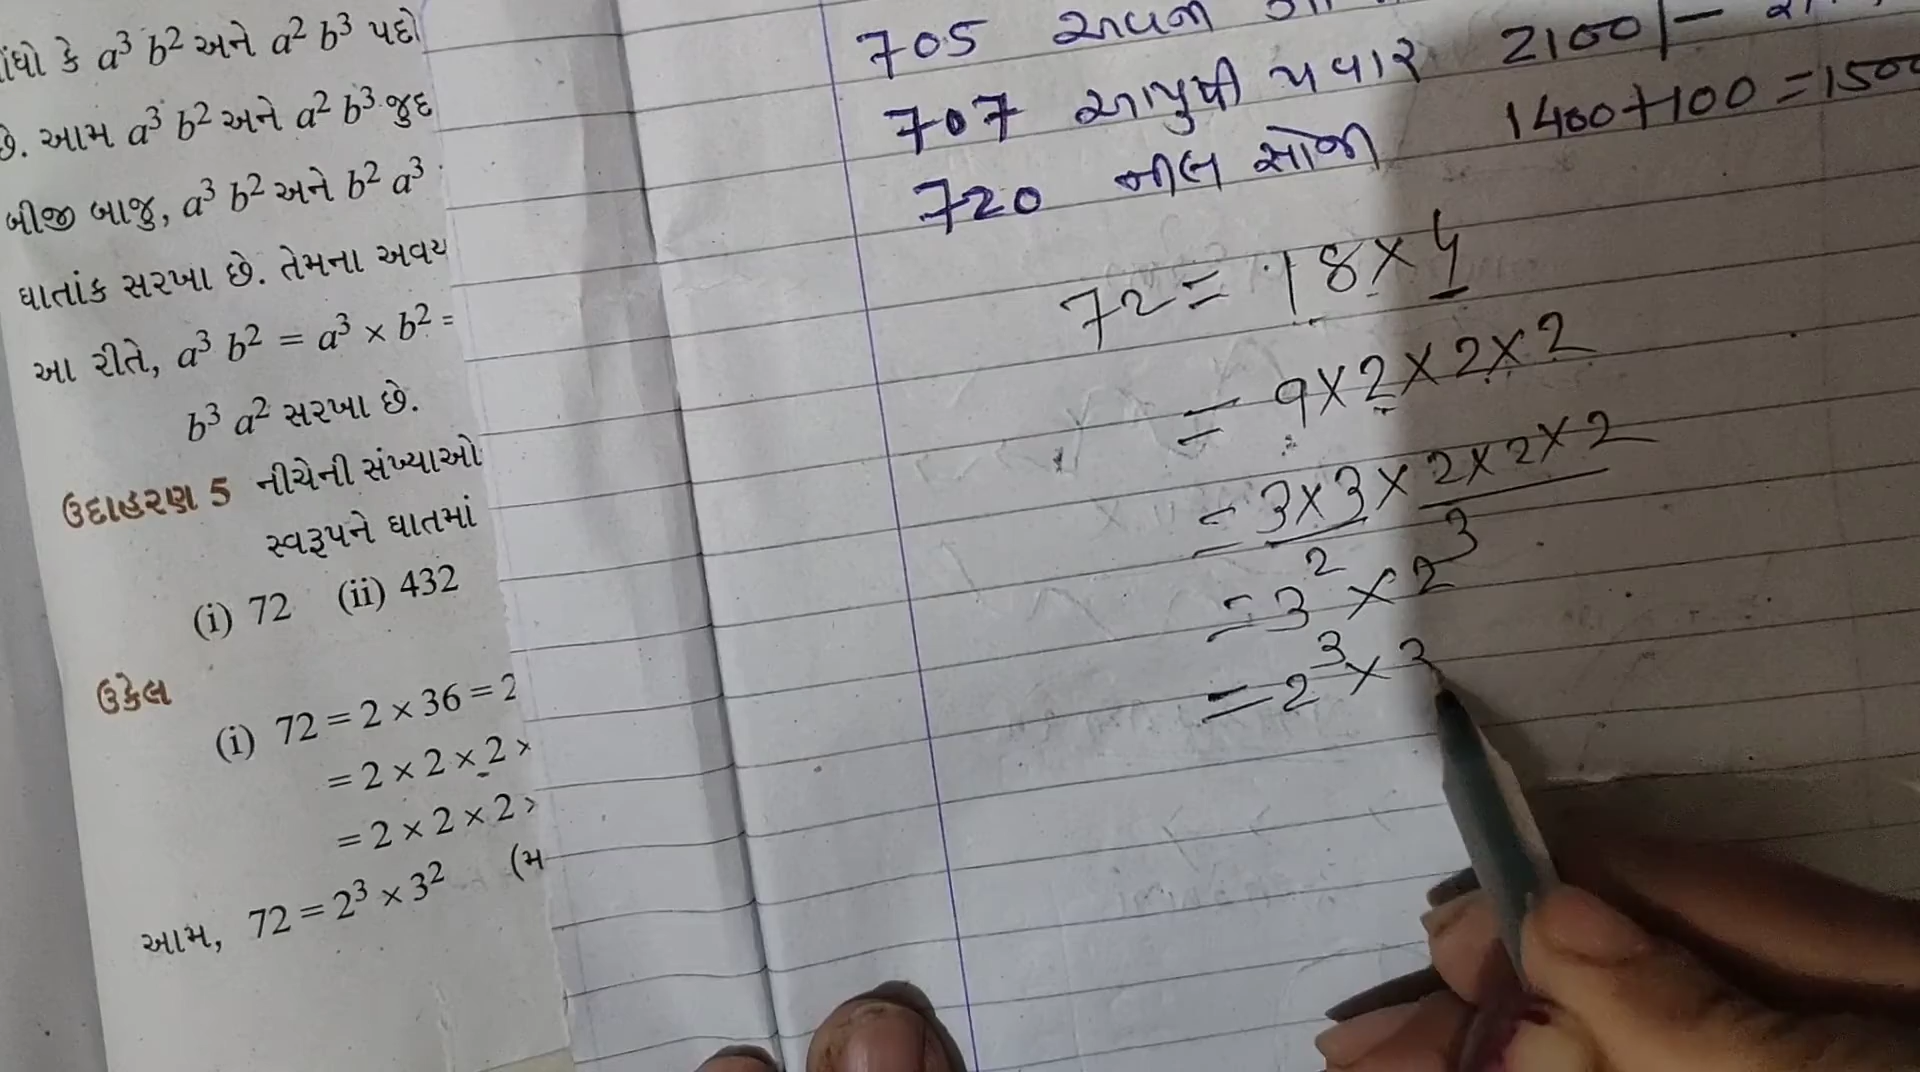 કે a³ b² અને a² b³ પદો
છે. આમ a³ b² અને a² b³ જુદ
બીજી બાજુ, a³ b² અને b² a³
ઘાતાંક સરખા છે. તેમના અવય
આ રીતે, a³ b² = a³ × b² =
b³ a² સરખા છે.
ઉદાહરણ 5 નીચેની સંખ્યાઓ
સ્વરૂપને ઘાતમાં
(i) 72 (ii) 432
ઉકેલ
(i) 72 = 2 × 36 = 2
= 2 × 2 × 2 ×
= 2 × 2 × 2 ×
આમ, 72 = 2³ × 3² (મ
705
707 આયુષી પવાર 2100/-
720 નીલ સોજી 1400+100=1500
72 = 18 × 4
= 9 × 2 × 2 × 2
= 3 × 3 × 2 × 2 × 2
= 3² × 2³
= 2³ × 3